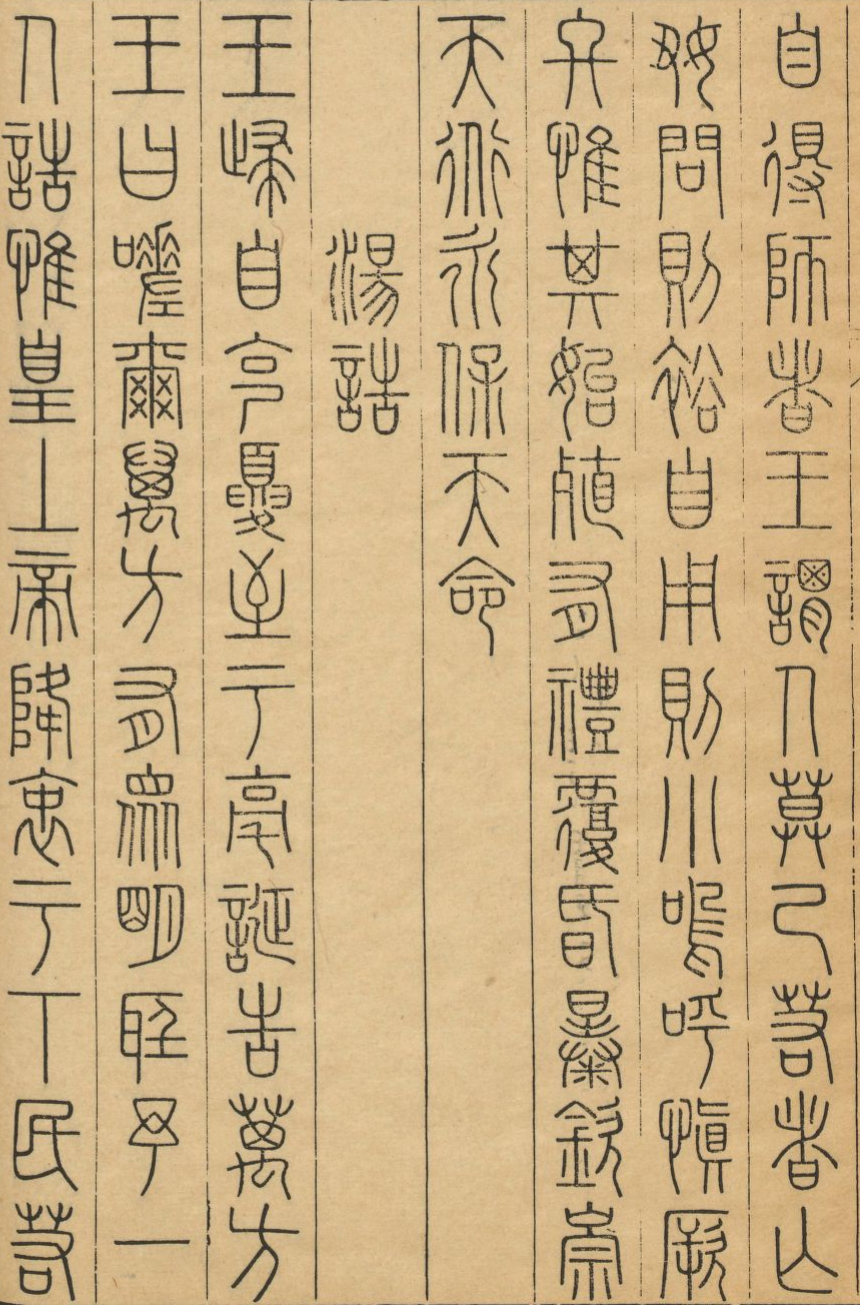 自得師者王謂人莫己若者亡
好問則裕自用則小嗚呼慎厥
終惟其始殖有禮覆昏暴欽崇
天道永保天命
湯誥
王歸自克夏至于亳誕告萬方
王曰嗟爾萬方有眾明聽予一
人誥惟皇上帝降衷于下民若